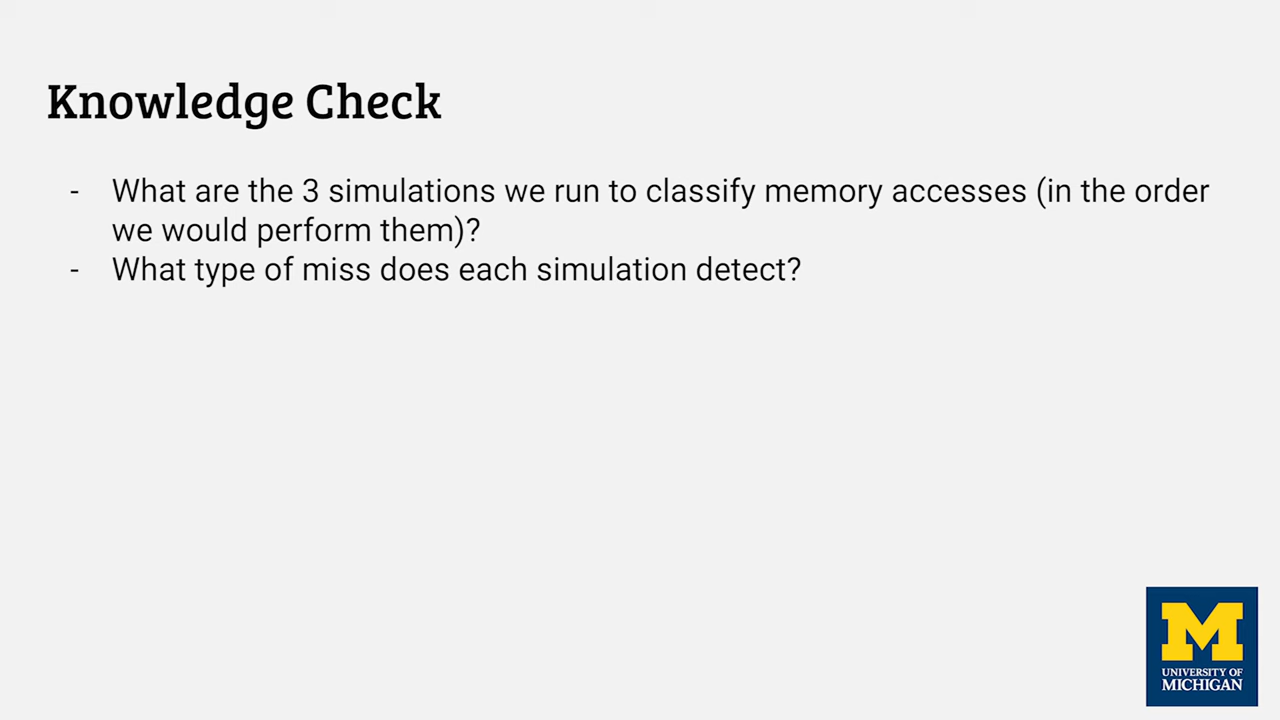 Knowledge Check
- What are the 3 simulations we run to classify memory accesses (in the order
we would perform them)?
- What type of miss does each simulation detect?
M
UNIVERSITY OF
MICHIGAN